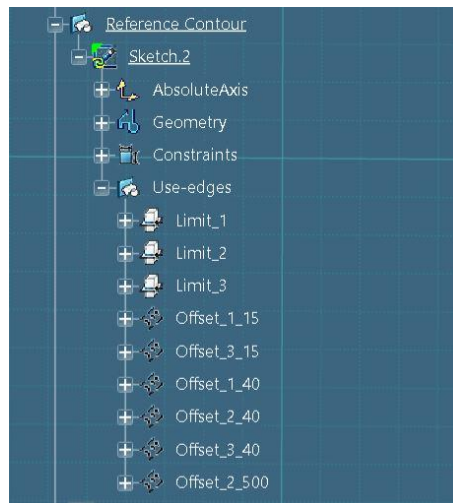 Reference Contour
Sketch.2
AbsoluteAxis
Geometry
Constraints
Use-edges
Limit_1
Limit_2
Limit_3
Offset_1_15
Offset_3_15
Offset_1_40
Offset_2_40
Offset_3_40
Offset_2_500